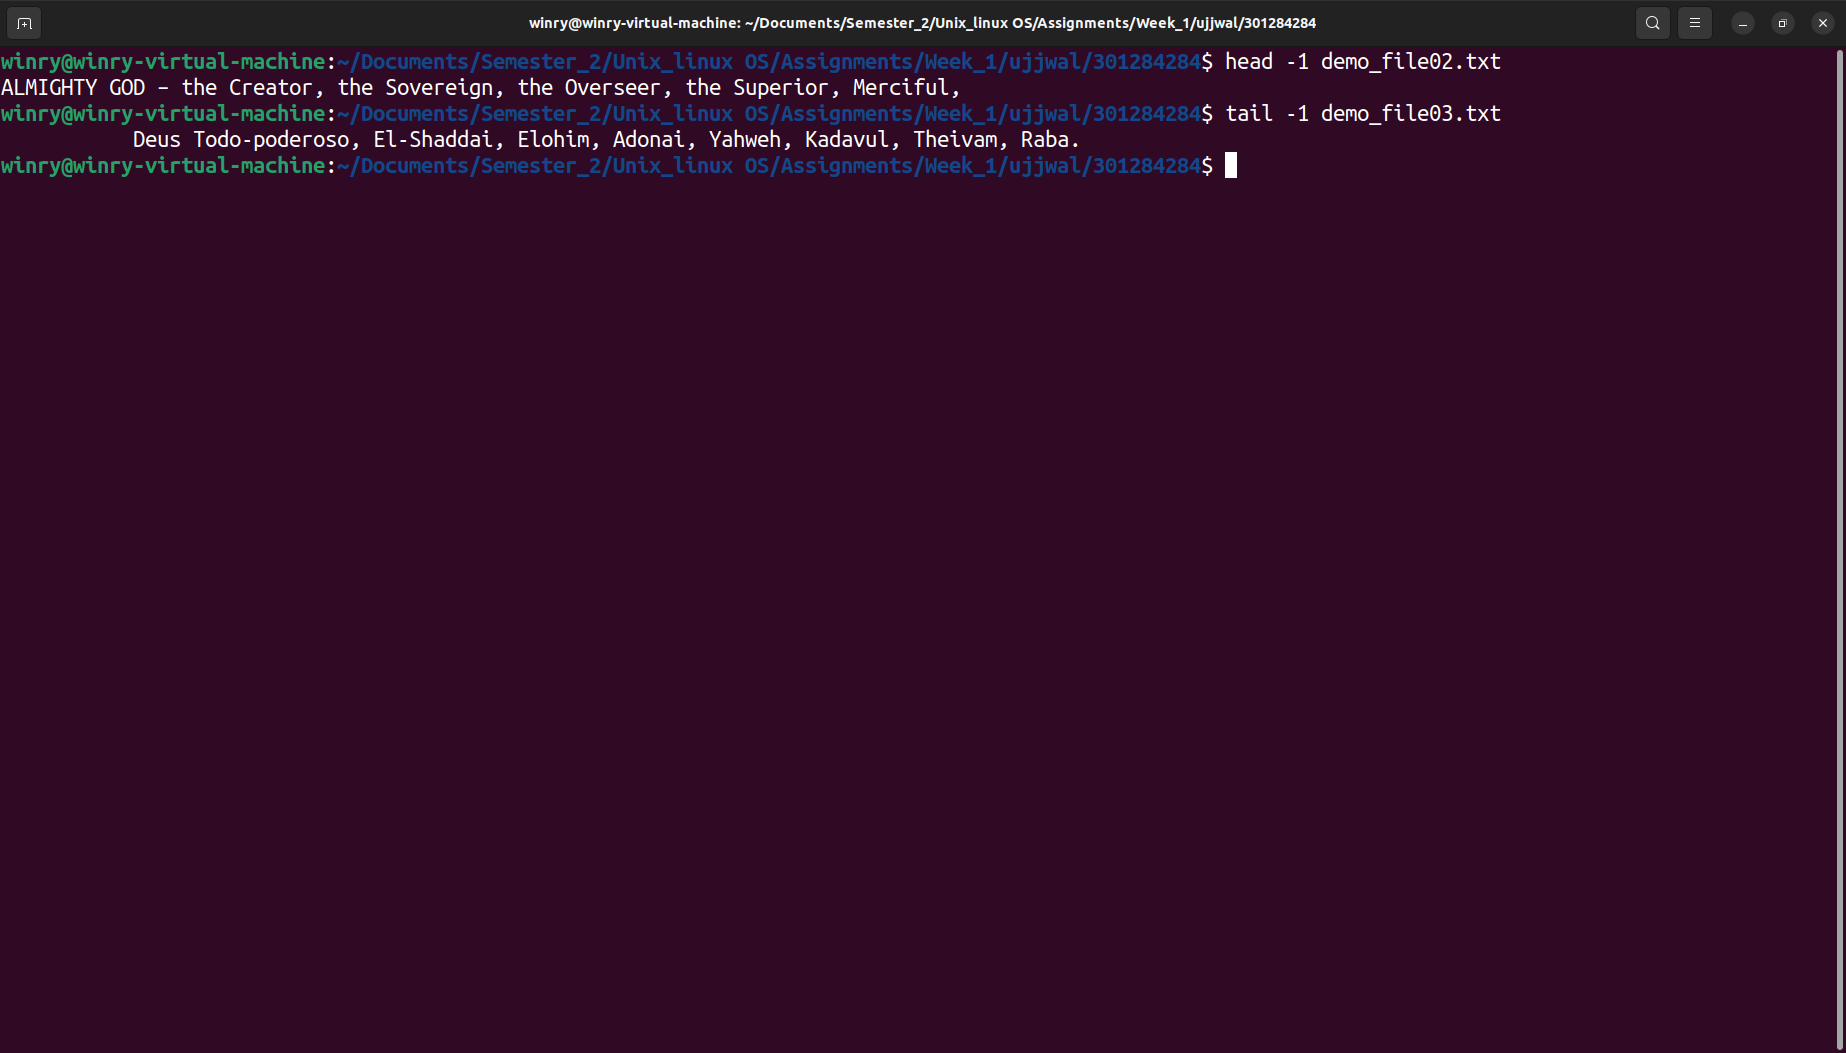 winry@winry-virtual-machine: ~/Documents/Semester_2/Unix_linux OS/Assignments/Week_1/ujjwal/301284284
winry@winry-virtual-machine:~/Documents/Semester_2/Unix_linux OS/Assignments/Week_1/ujjwal/301284284$ head -1 demo_file02.txt
ALMIGHTY GOD – the Creator, the Sovereign, the Overseer, the Superior, Merciful,
winry@winry-virtual-machine:~/Documents/Semester_2/Unix_linux OS/Assignments/Week_1/ujjwal/301284284$ tail -1 demo_file03.txt
Deus Todo-poderoso, El-Shaddai, Elohim, Adonai, Yahweh, Kadavul, Theivam, Raba.
winry@winry-virtual-machine:~/Documents/Semester_2/Unix_linux OS/Assignments/Week_1/ujjwal/301284284$